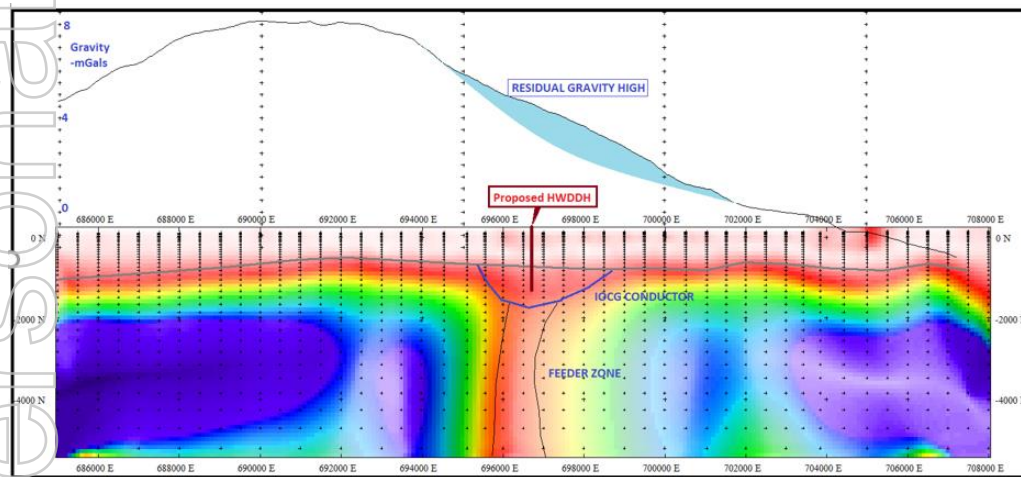 8
Gravity
-mGals
RESIDUAL GRAVITY HIGH
4
Proposed HWDDH
0
686000 E 688000 E 690000 E 692000 E 694000 E 696000 E 698000 E 700000 E 702000 E 704000 E 706000 E 708000 E
0 N 0 N
IOCG CONDUCTOR
-2000 N -2000
FEEDER ZONE
-4000 N -4000
686000 E 688000 E 690000 E 692000 E 694000 E 696000 E 698000 E 700000 E 702000 E 704000 E 706000 E 708000 E
ersonal